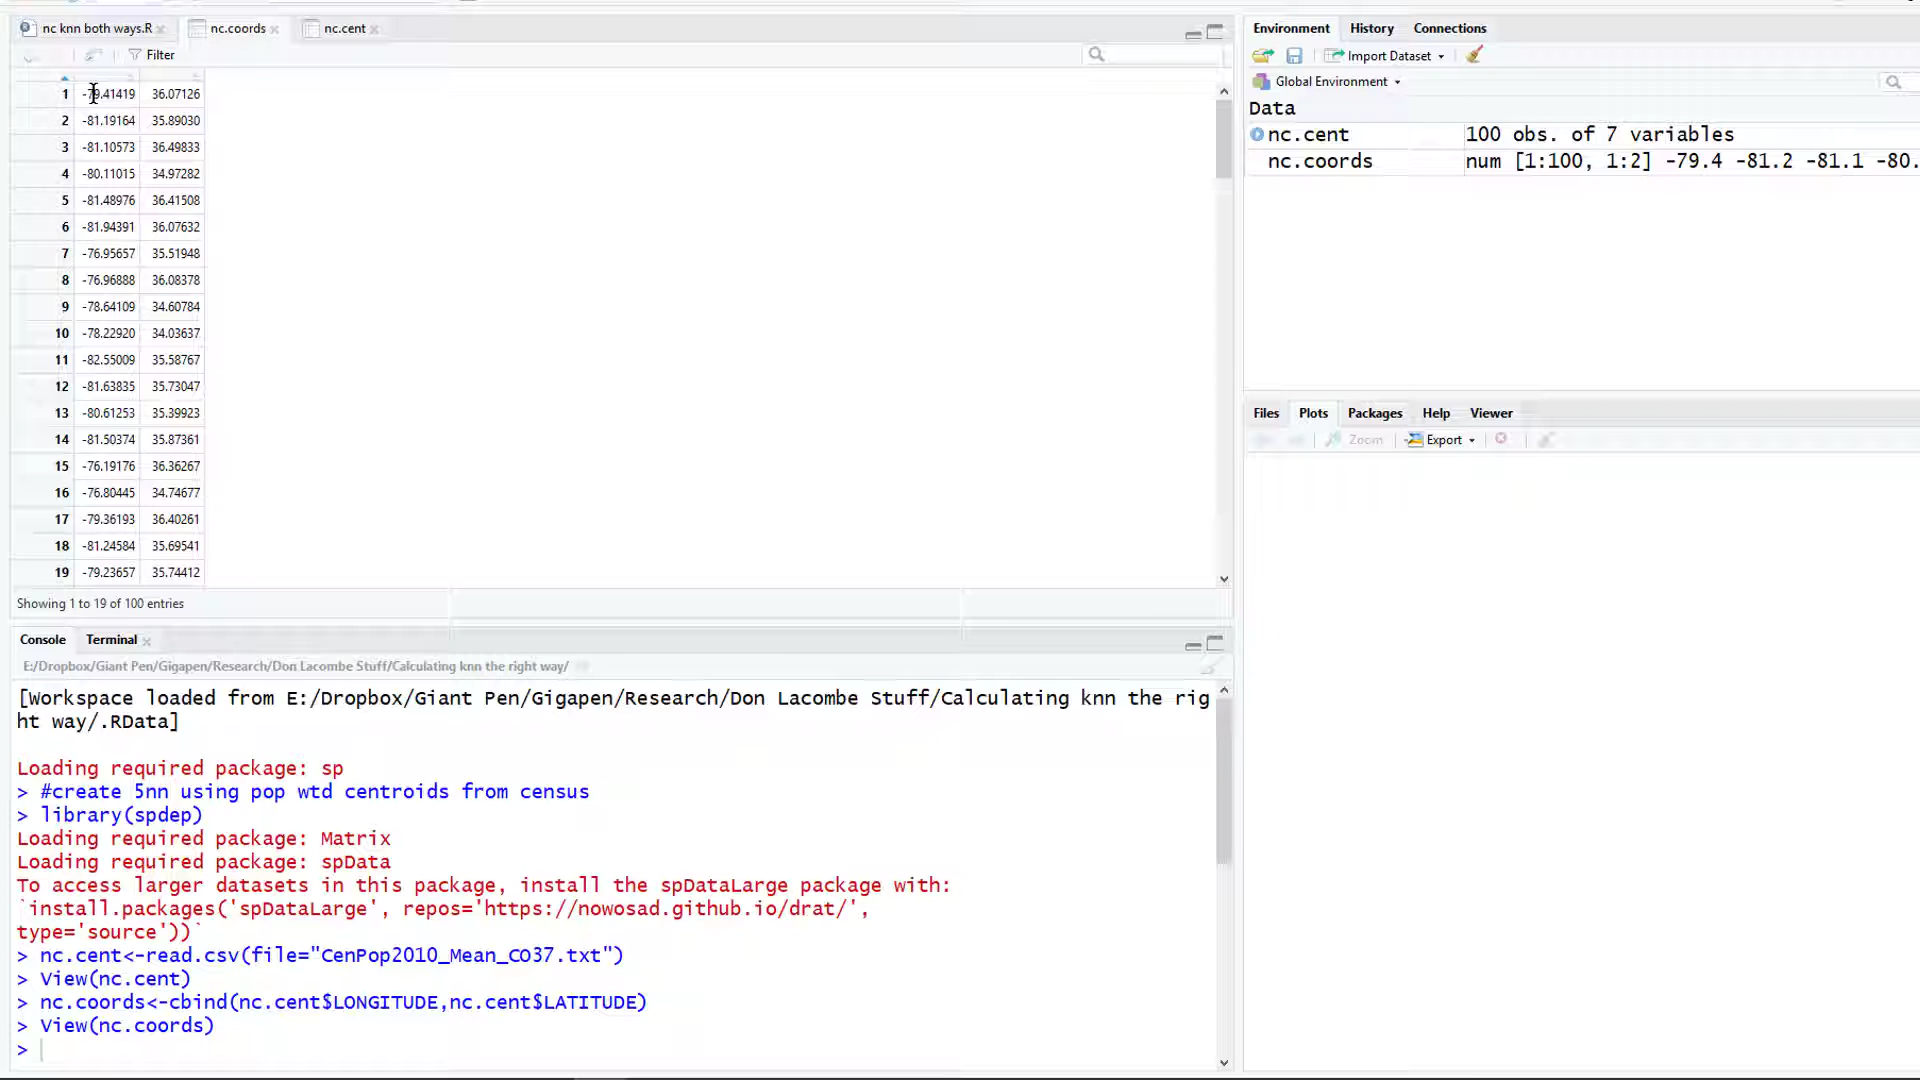 nc knn both ways.R
nc.coords
nc.cent
Filter
1 -79.41419 36.07126
2 -81.19164 35.89030
3 -81.10573 36.49833
4 -80.11015 34.97282
5 -81.48976 36.41508
6 -81.94391 36.07632
7 -76.95657 35.51948
8 -76.96888 36.08378
9 -78.64109 34.60784
10 -78.22920 34.03637
11 -82.55009 35.58767
12 -81.63835 35.73047
13 -80.61253 35.39923
14 -81.50374 35.87361
15 -76.19176 36.36267
16 -76.80445 34.74677
17 -79.36193 36.40261
18 -81.24584 35.69541
19 -79.23657 35.74412
Showing 1 to 19 of 100 entries
Console Terminal
E:/Dropbox/Giant Pen/Gigapen/Research/Don Lacombe Stuff/Calculating knn the right way/
[Workspace loaded from E:/Dropbox/Giant Pen/Gigapen/Research/Don Lacombe Stuff/Calculating knn the rig
ht way/.RData]
Loading required package: sp
> #create 5nn using pop wtd centroids from census
> library(spdep)
Loading required package: Matrix
Loading required package: spData
To access larger datasets in this package, install the spDataLarge package with:
`install.packages('spDataLarge', repos='https://nowosad.github.io/drat/',
type='source'))`
> nc.cent<-read.csv(file="CenPop2010_Mean_CO37.txt")
> View(nc.cent)
> nc.coords<-cbind(nc.cent$LONGITUDE,nc.cent$LATITUDE)
> View(nc.coords)
>
Environment History Connections
Import Dataset
Global Environment
Data
nc.cent 100 obs. of 7 variables
nc.coords num [1:100, 1:2] -79.4 -81.2 -81.1 -80.
Files Plots Packages Help Viewer
Zoom Export